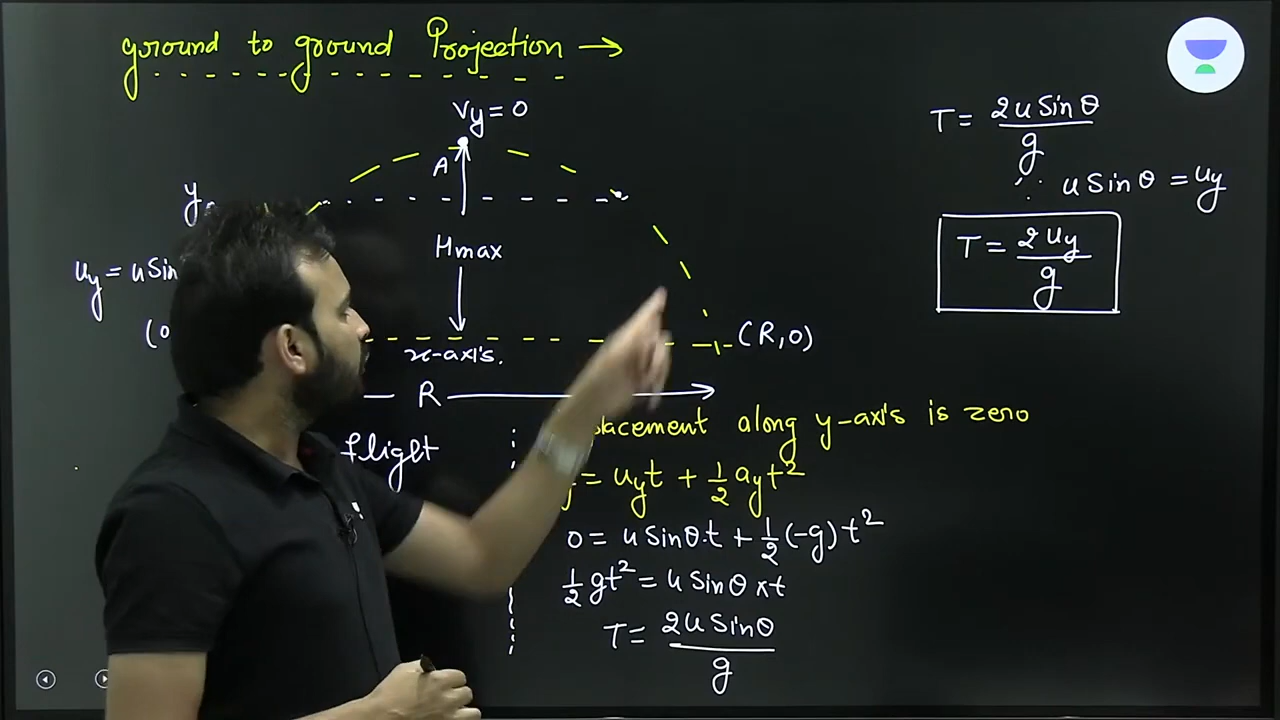 ground to ground Projection →
Vy = 0
A
y
Hmax
uy = u Sin
(0
x-axis.
(R,0)
R
flight
T = 2u Sinθ / g
∵ u Sinθ = uy
T = 2uy / g
placement along y-axis is zero
= uyt + 1/2 ayt²
0 = u Sinθ.t + 1/2 (-g) t²
1/2 gt² = u Sinθ × t
T = 2u Sinθ / g